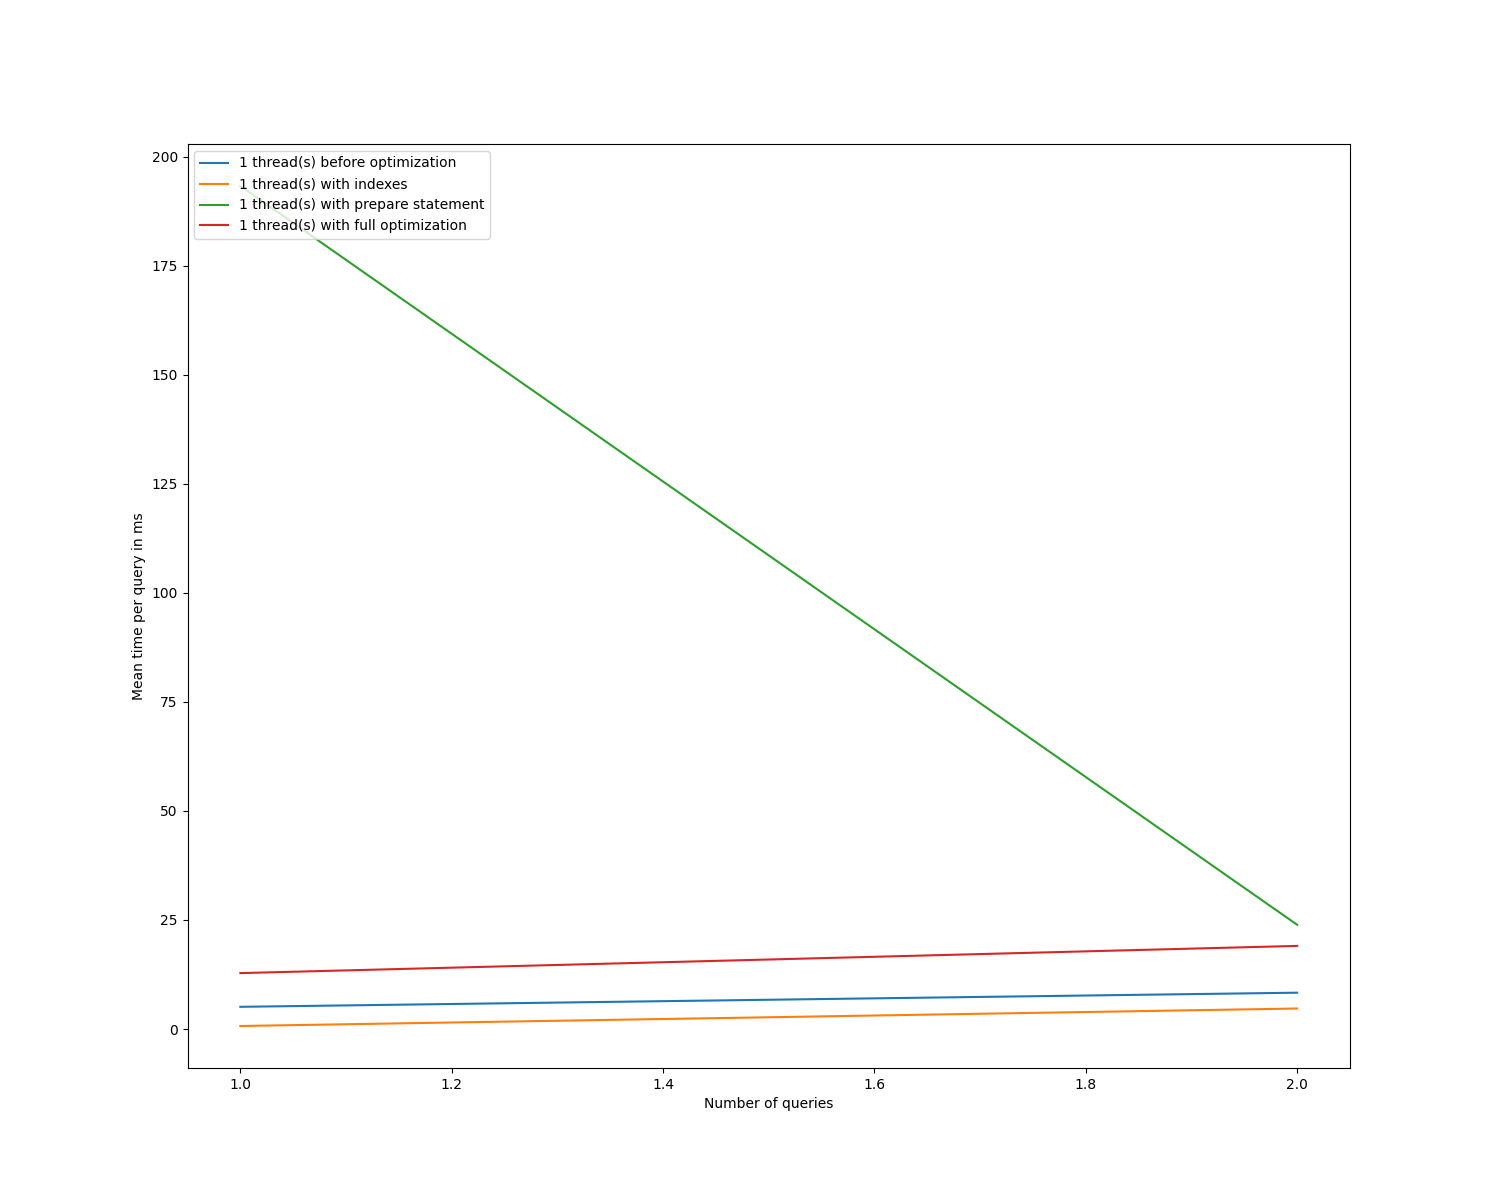 1 thread(s) before optimization
1 thread(s) with indexes
1 thread(s) with prepare statement
1 thread(s) with full optimization
200
175
150
125
100
75
50
25
0
Mean time per query in ms
1.0 1.2 1.4 1.6 1.8 2.0
Number of queries